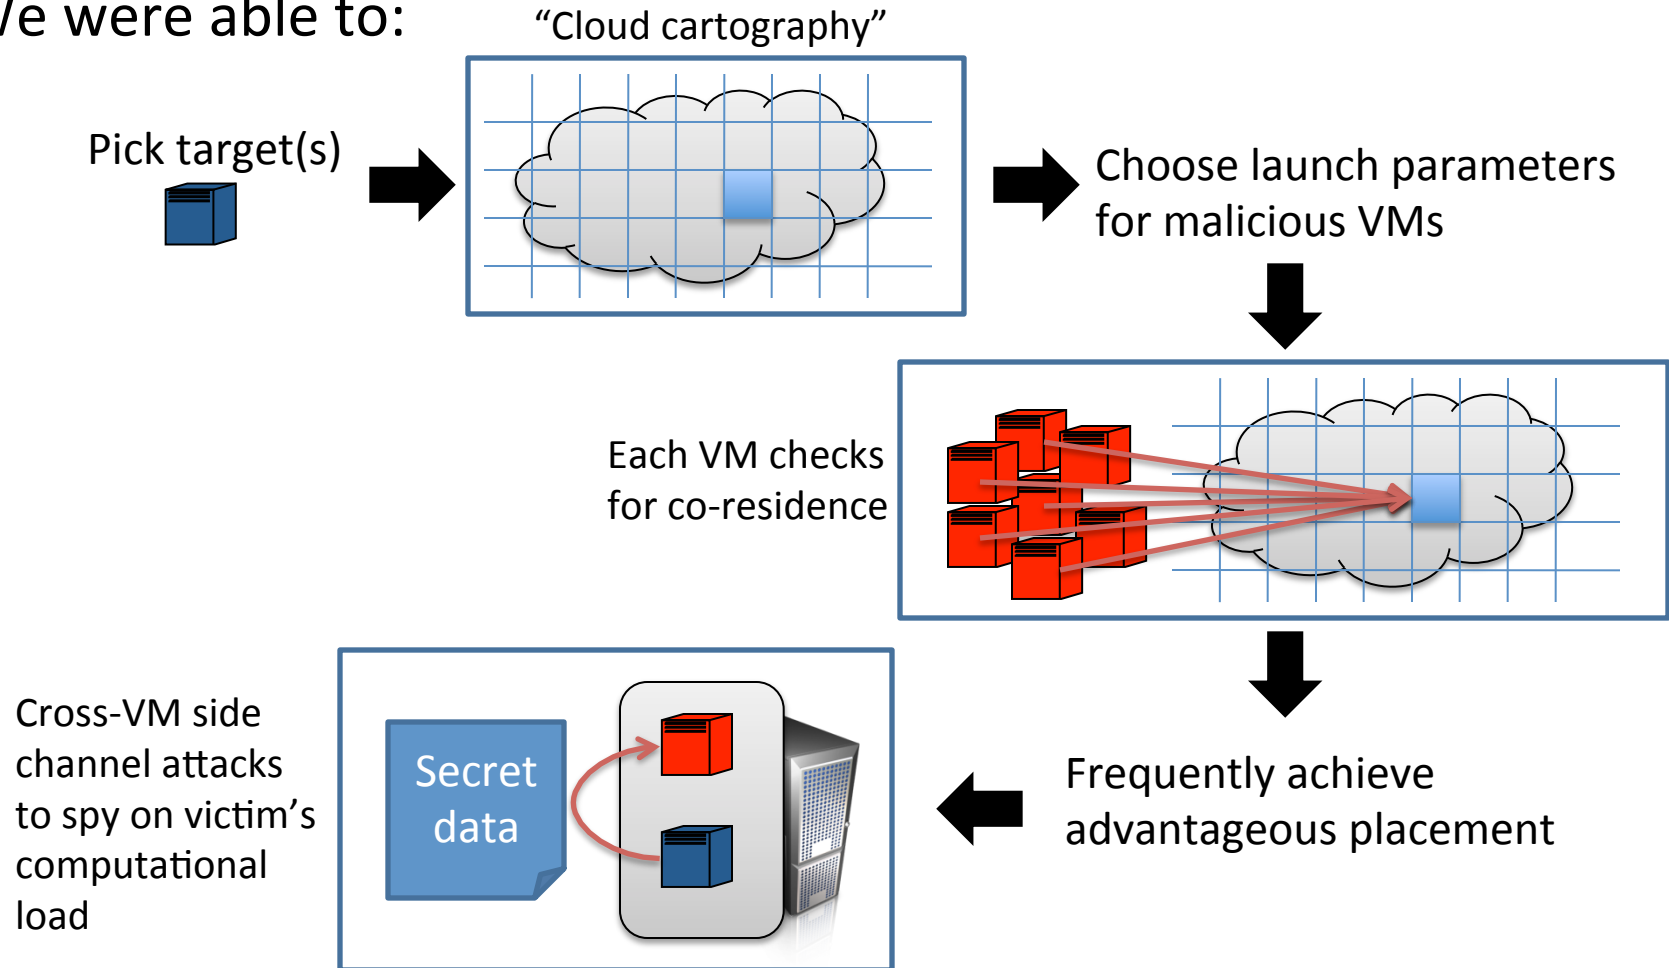 We were able to:
“Cloud cartography”
Pick target(s)
Choose launch parameters
for malicious VMs
Each VM checks
for co-residence
Frequently achieve
advantageous placement
Secret
data
Cross-VM side
channel attacks
to spy on victim’s
computational
load